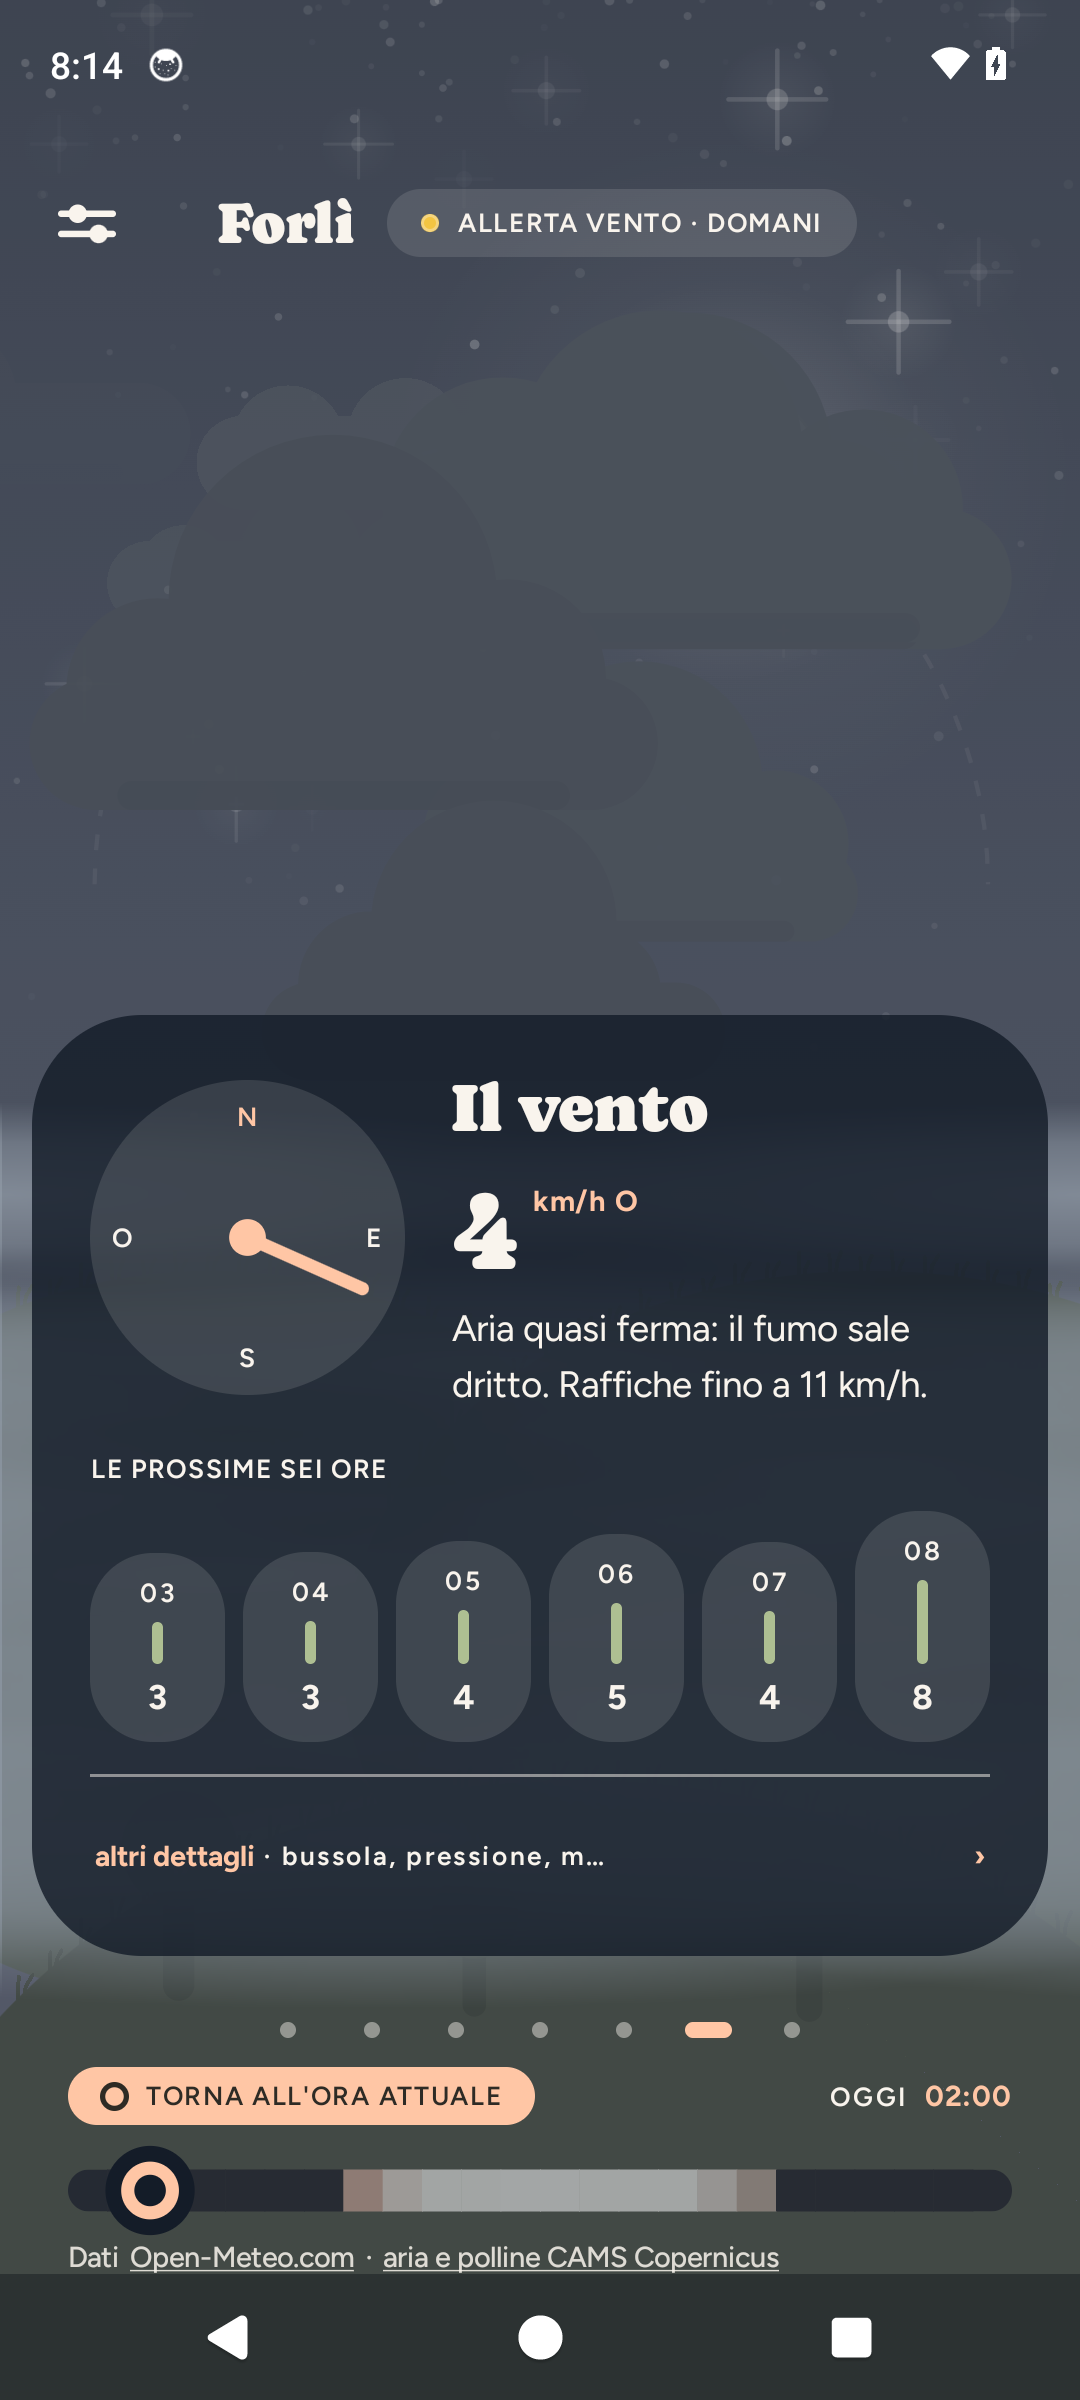 8:14
Forlì
ALLERTA VENTO · DOMANI
N
O
E
S
Il vento
4 km/h O
Aria quasi ferma: il fumo sale
dritto. Raffiche fino a 11 km/h.
LE PROSSIME SEI ORE
03 04 05 06 07 08
3 3 4 5 4 8
altri dettagli · bussola, pressione, m... ›
TORNA ALL'ORA ATTUALE
OGGI 02:00
Dati Open-Meteo.com · aria e polline CAMS Copernicus